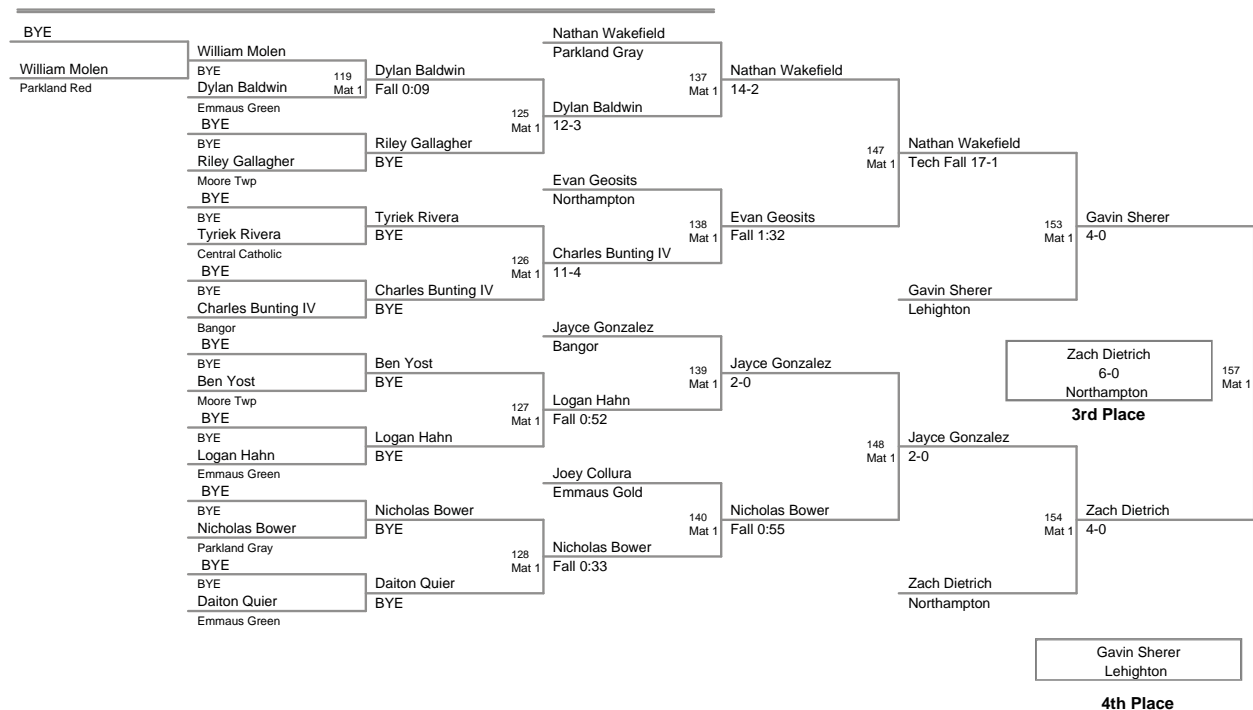 BYE
William Molen
Parkland Red
William Molen
BYE
Dylan Baldwin
Emmaus Green
BYE
BYE
Riley Gallagher
Moore Twp
BYE
BYE
Tyriek Rivera
Central Catholic
BYE
BYE
Charles Bunting IV
Bangor
BYE
BYE
Ben Yost
Moore Twp
BYE
BYE
Logan Hahn
Emmaus Green
BYE
BYE
Nicholas Bower
Parkland Gray
BYE
BYE
Daiton Quier
Emmaus Green
119
Mat 1
Dylan Baldwin
Fall 0:09
Riley Gallagher
BYE
Tyriek Rivera
BYE
Charles Bunting IV
BYE
Ben Yost
BYE
Logan Hahn
BYE
Nicholas Bower
BYE
Daiton Quier
BYE
125
Mat 1
126
Mat 1
127
Mat 1
128
Mat 1
Nathan Wakefield
Parkland Gray
Dylan Baldwin
12-3
Evan Geosits
Northampton
Charles Bunting IV
11-4
Jayce Gonzalez
Bangor
Logan Hahn
Fall 0:52
Joey Collura
Emmaus Gold
Nicholas Bower
Fall 0:33
137
Mat 1
138
Mat 1
139
Mat 1
140
Mat 1
Nathan Wakefield
14-2
Evan Geosits
Fall 1:32
Jayce Gonzalez
2-0
Nicholas Bower
Fall 0:55
147
Mat 1
148
Mat 1
Nathan Wakefield
Tech Fall 17-1
Gavin Sherer
Lehighton
Jayce Gonzalez
2-0
Zach Dietrich
Northampton
153
Mat 1
154
Mat 1
Gavin Sherer
4-0
Zach Dietrich
4-0
Zach Dietrich
6-0
Northampton
3rd Place
157
Mat 1
Gavin Sherer
Lehighton
4th Place